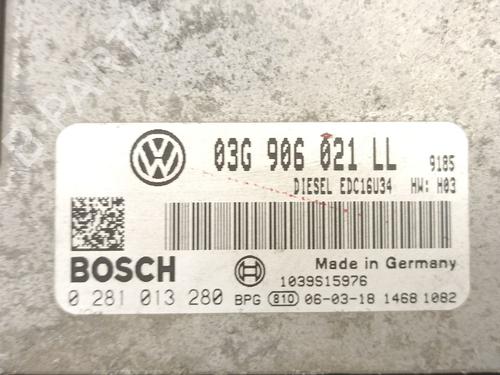 03G 906 021 LL 9185
DIESEL EDC16U34 HW: H03
BOSCH
Made in Germany
1039S15976
0 281 013 280 BPG 810 06-03-18 1468 1082